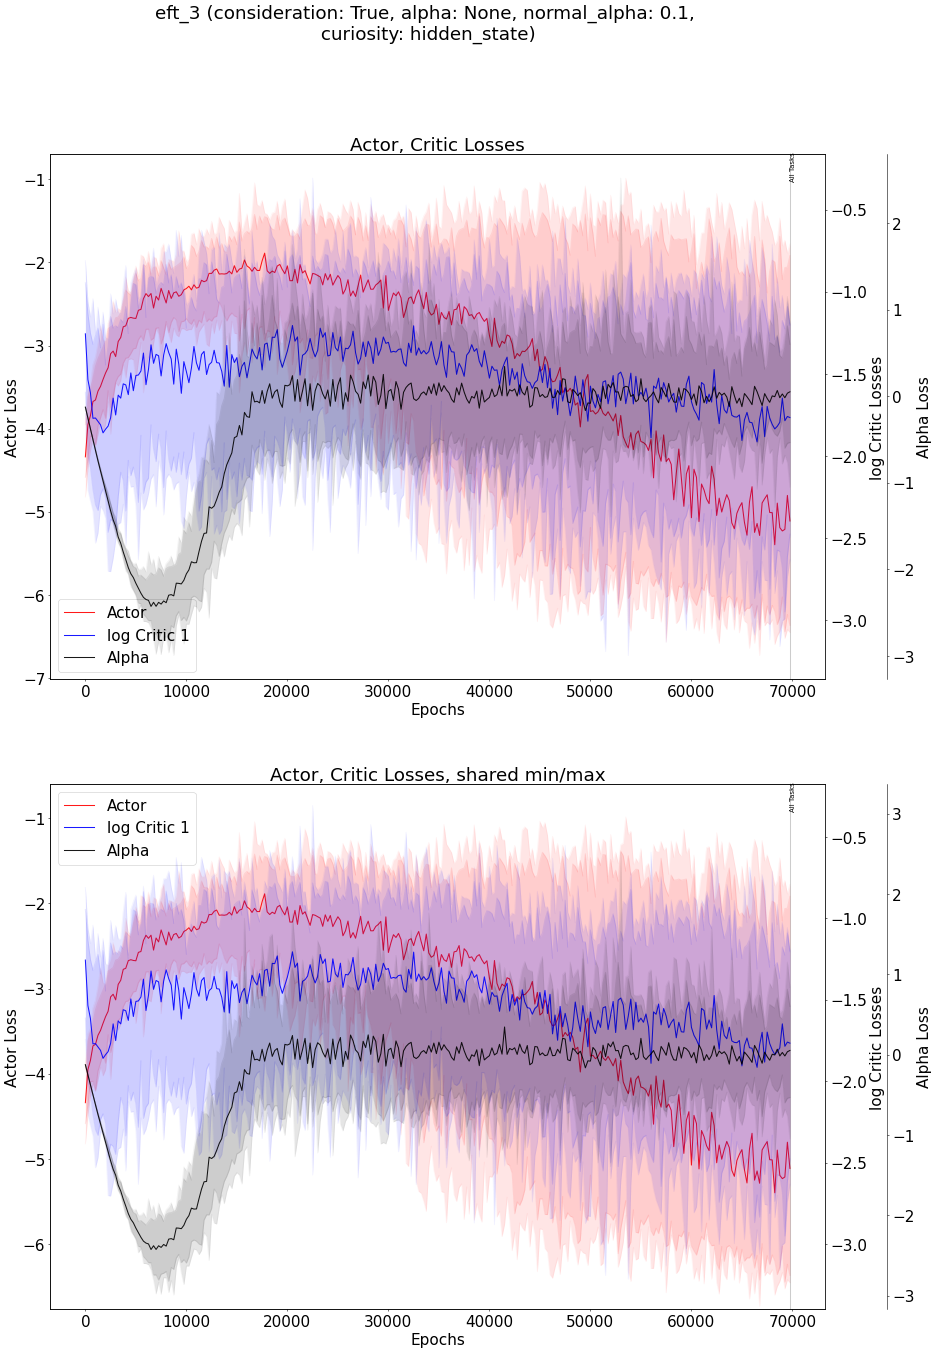 eft_3 (consideration: True, alpha: None, normal_alpha: 0.1,
curiosity: hidden_state)
Actor, Critic Losses
All Tasks
−1
−2
−3
−4
−5
−6
−7
Actor Loss
−0.5
−1.0
−1.5
−2.0
−2.5
−3.0
log Critic Losses
2
1
0
−1
−2
−3
Alpha Loss
Actor
log Critic 1
Alpha
0 10000 20000 30000 40000 50000 60000 70000
Epochs
Actor, Critic Losses, shared min/max
All Tasks
Actor
log Critic 1
Alpha
−1
−2
−3
−4
−5
−6
Actor Loss
−0.5
−1.0
−1.5
−2.0
−2.5
−3.0
log Critic Losses
3
2
1
0
−1
−2
−3
Alpha Loss
0 10000 20000 30000 40000 50000 60000 70000
Epochs